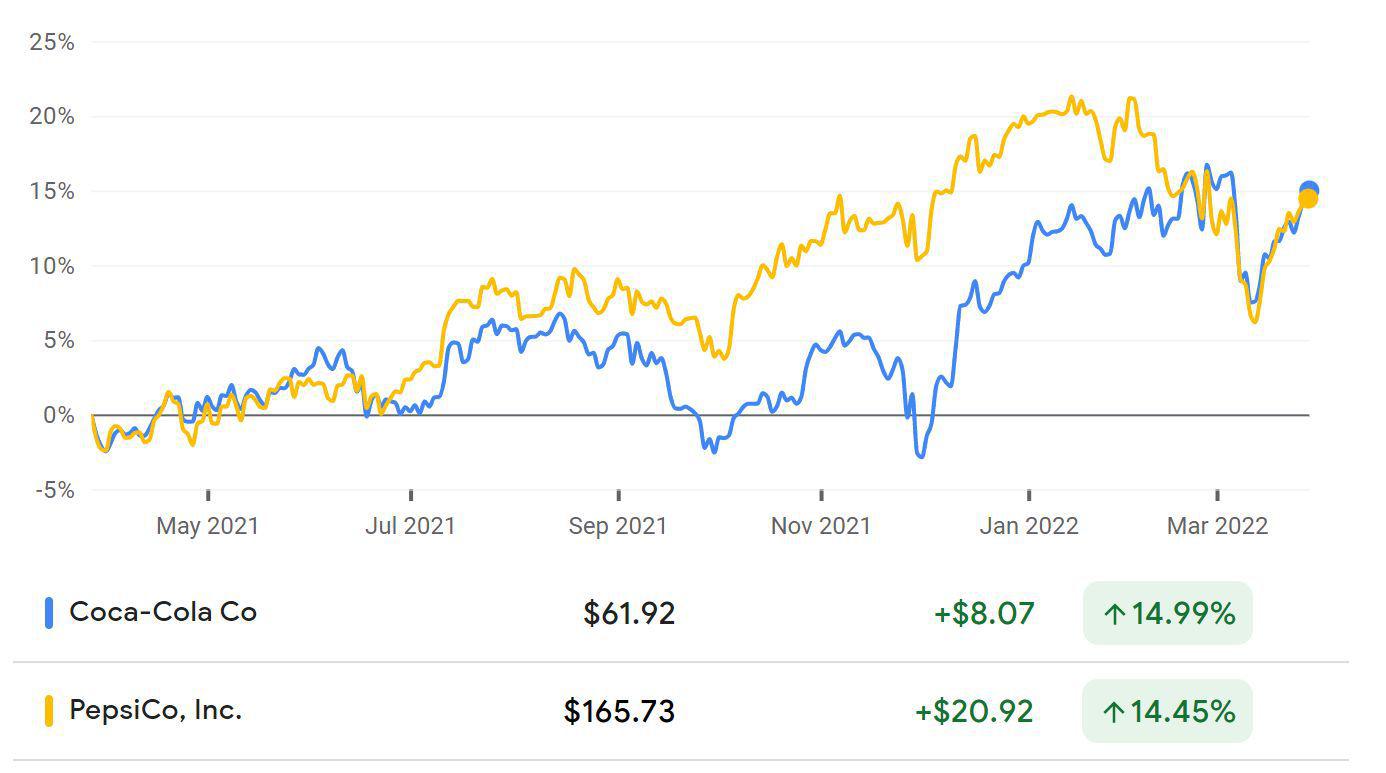 25%
20%
15%
10%
5%
0%
-5%
May 2021 Jul 2021 Sep 2021 Nov 2021 Jan 2022 Mar 2022
Coca-Cola Co $61.92 +$8.07 ↑14.99%
PepsiCo, Inc. $165.73 +$20.92 ↑14.45%